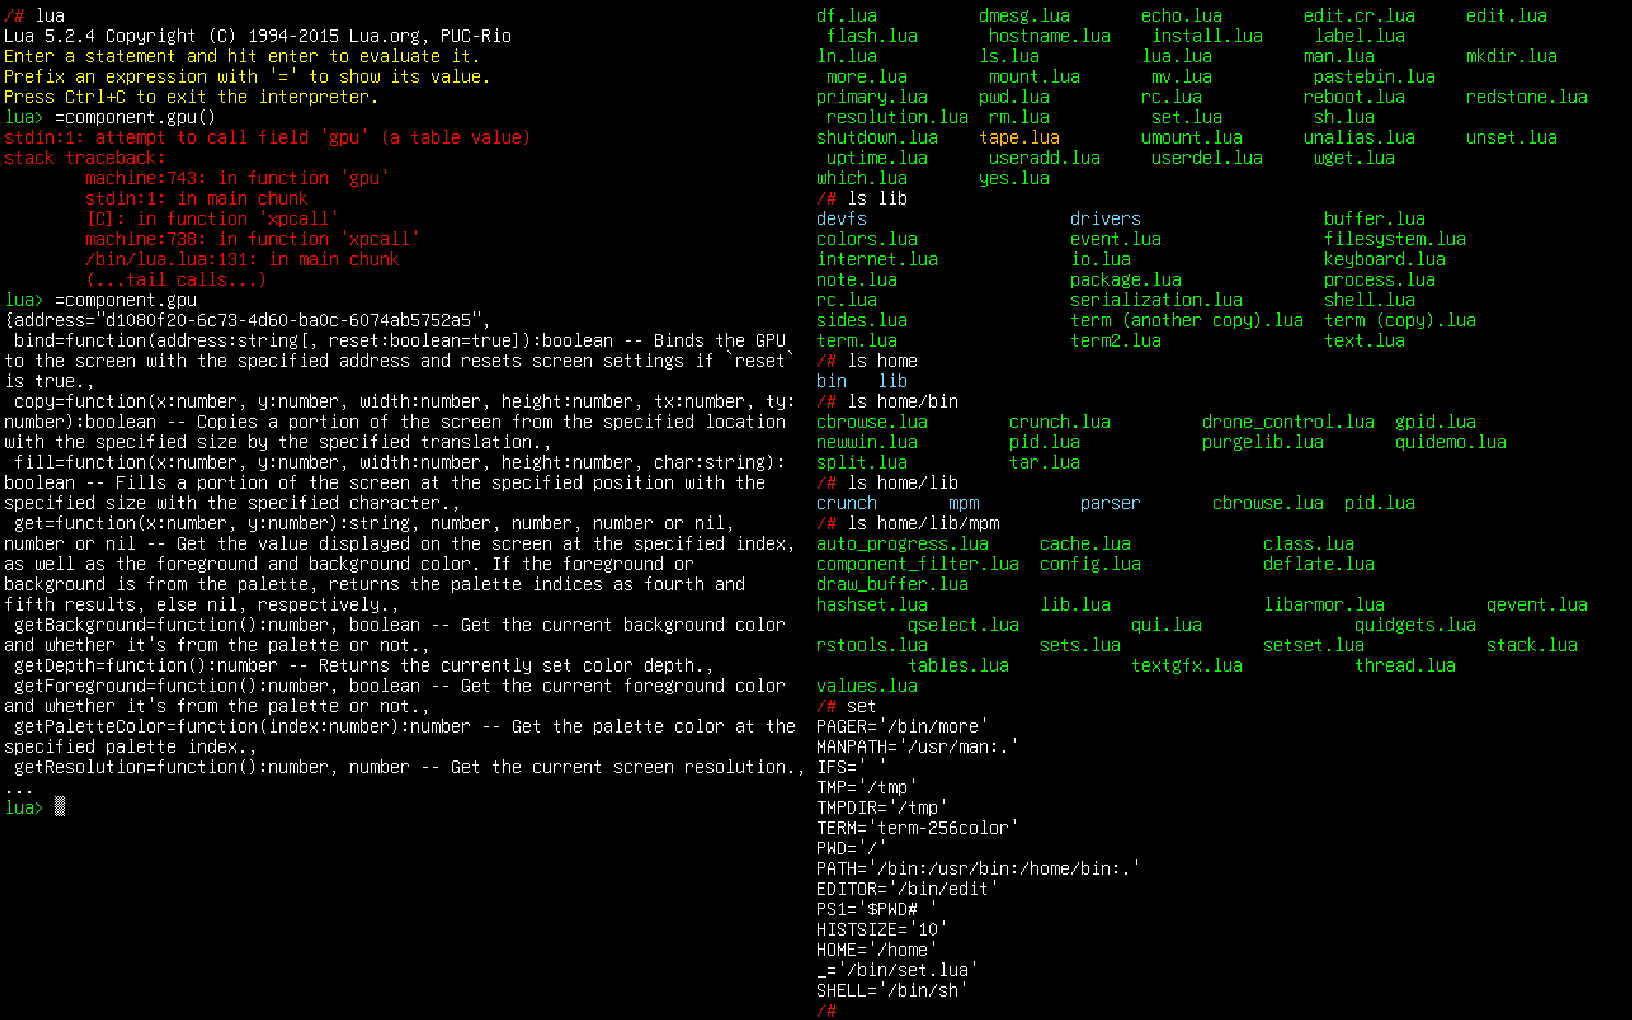 /# lua
Lua 5.2.4 Copyright (C) 1994-2015 Lua.org, PUC-Rio
Enter a statement and hit enter to evaluate it.
Prefix an expression with '=' to show its value.
Press Ctrl+C to exit the interpreter.
lua> =component.gpu()
stdin:1: attempt to call field 'gpu' (a table value)
stack traceback:
        machine:743: in function 'gpu'
        stdin:1: in main chunk
        [C]: in function 'xpcall'
        machine:738: in function 'xpcall'
        /bin/lua.lua:131: in main chunk
        (...tail calls...)
lua> =component.gpu
{address="d1080f20-6c73-4d60-ba0c-6074ab5752a5",
 bind=function(address:string[, reset:boolean=true]):boolean -- Binds the GPU
to the screen with the specified address and resets screen settings if `reset`
is true.,
 copy=function(x:number, y:number, width:number, height:number, tx:number, ty:
number):boolean -- Copies a portion of the screen from the specified location
with the specified size by the specified translation.,
 fill=function(x:number, y:number, width:number, height:number, char:string):
boolean -- Fills a portion of the screen at the specified position with the
specified size with the specified character.,
 get=function(x:number, y:number):string, number, number, number or nil,
number or nil -- Get the value displayed on the screen at the specified index,
as well as the foreground and background color. If the foreground or
background is from the palette, returns the palette indices as fourth and
fifth results, else nil, respectively.,
 getBackground=function():number, boolean -- Get the current background color
and whether it's from the palette or not.,
 getDepth=function():number -- Returns the currently set color depth.,
 getForeground=function():number, boolean -- Get the current foreground color
and whether it's from the palette or not.,
 getPaletteColor=function(index:number):number -- Get the palette color at the
specified palette index.,
 getResolution=function():number, number -- Get the current screen resolution.,
...
lua>
df.lua dmesg.lua echo.lua edit.cr.lua edit.lua
 flash.lua hostname.lua install.lua label.lua
ln.lua ls.lua lua.lua man.lua mkdir.lua
 more.lua mount.lua mv.lua pastebin.lua
primary.lua pwd.lua rc.lua reboot.lua redstone.lua
 resolution.lua rm.lua set.lua sh.lua
shutdown.lua tape.lua umount.lua unalias.lua unset.lua
 uptime.lua useradd.lua userdel.lua wget.lua
which.lua yes.lua
/# ls lib
devfs drivers buffer.lua
colors.lua event.lua filesystem.lua
internet.lua io.lua keyboard.lua
note.lua package.lua process.lua
rc.lua serialization.lua shell.lua
sides.lua term (another copy).lua term (copy).lua
term.lua term2.lua text.lua
/# ls home
bin lib
/# ls home/bin
cbrowse.lua crunch.lua drone_control.lua gpid.lua
newwin.lua pid.lua purgelib.lua quidemo.lua
split.lua tar.lua
/# ls home/lib
crunch mpm parser cbrowse.lua pid.lua
/# ls home/lib/mpm
auto_progress.lua cache.lua class.lua
component_filter.lua config.lua deflate.lua
draw_buffer.lua
hashset.lua lib.lua libarmor.lua qevent.lua
 qselect.lua qui.lua quidgets.lua
rstools.lua sets.lua setset.lua stack.lua
 tables.lua textgfx.lua thread.lua
values.lua
/# set
PAGER='/bin/more'
MANPATH='/usr/man:.'
IFS=' '
TMP='/tmp'
TMPDIR='/tmp'
TERM='term-256color'
PWD='/'
PATH='/bin:/usr/bin:/home/bin:.'
EDITOR='/bin/edit'
PS1='$PWD# '
HISTSIZE='10'
HOME='/home'
_='/bin/set.lua'
SHELL='/bin/sh'
/#